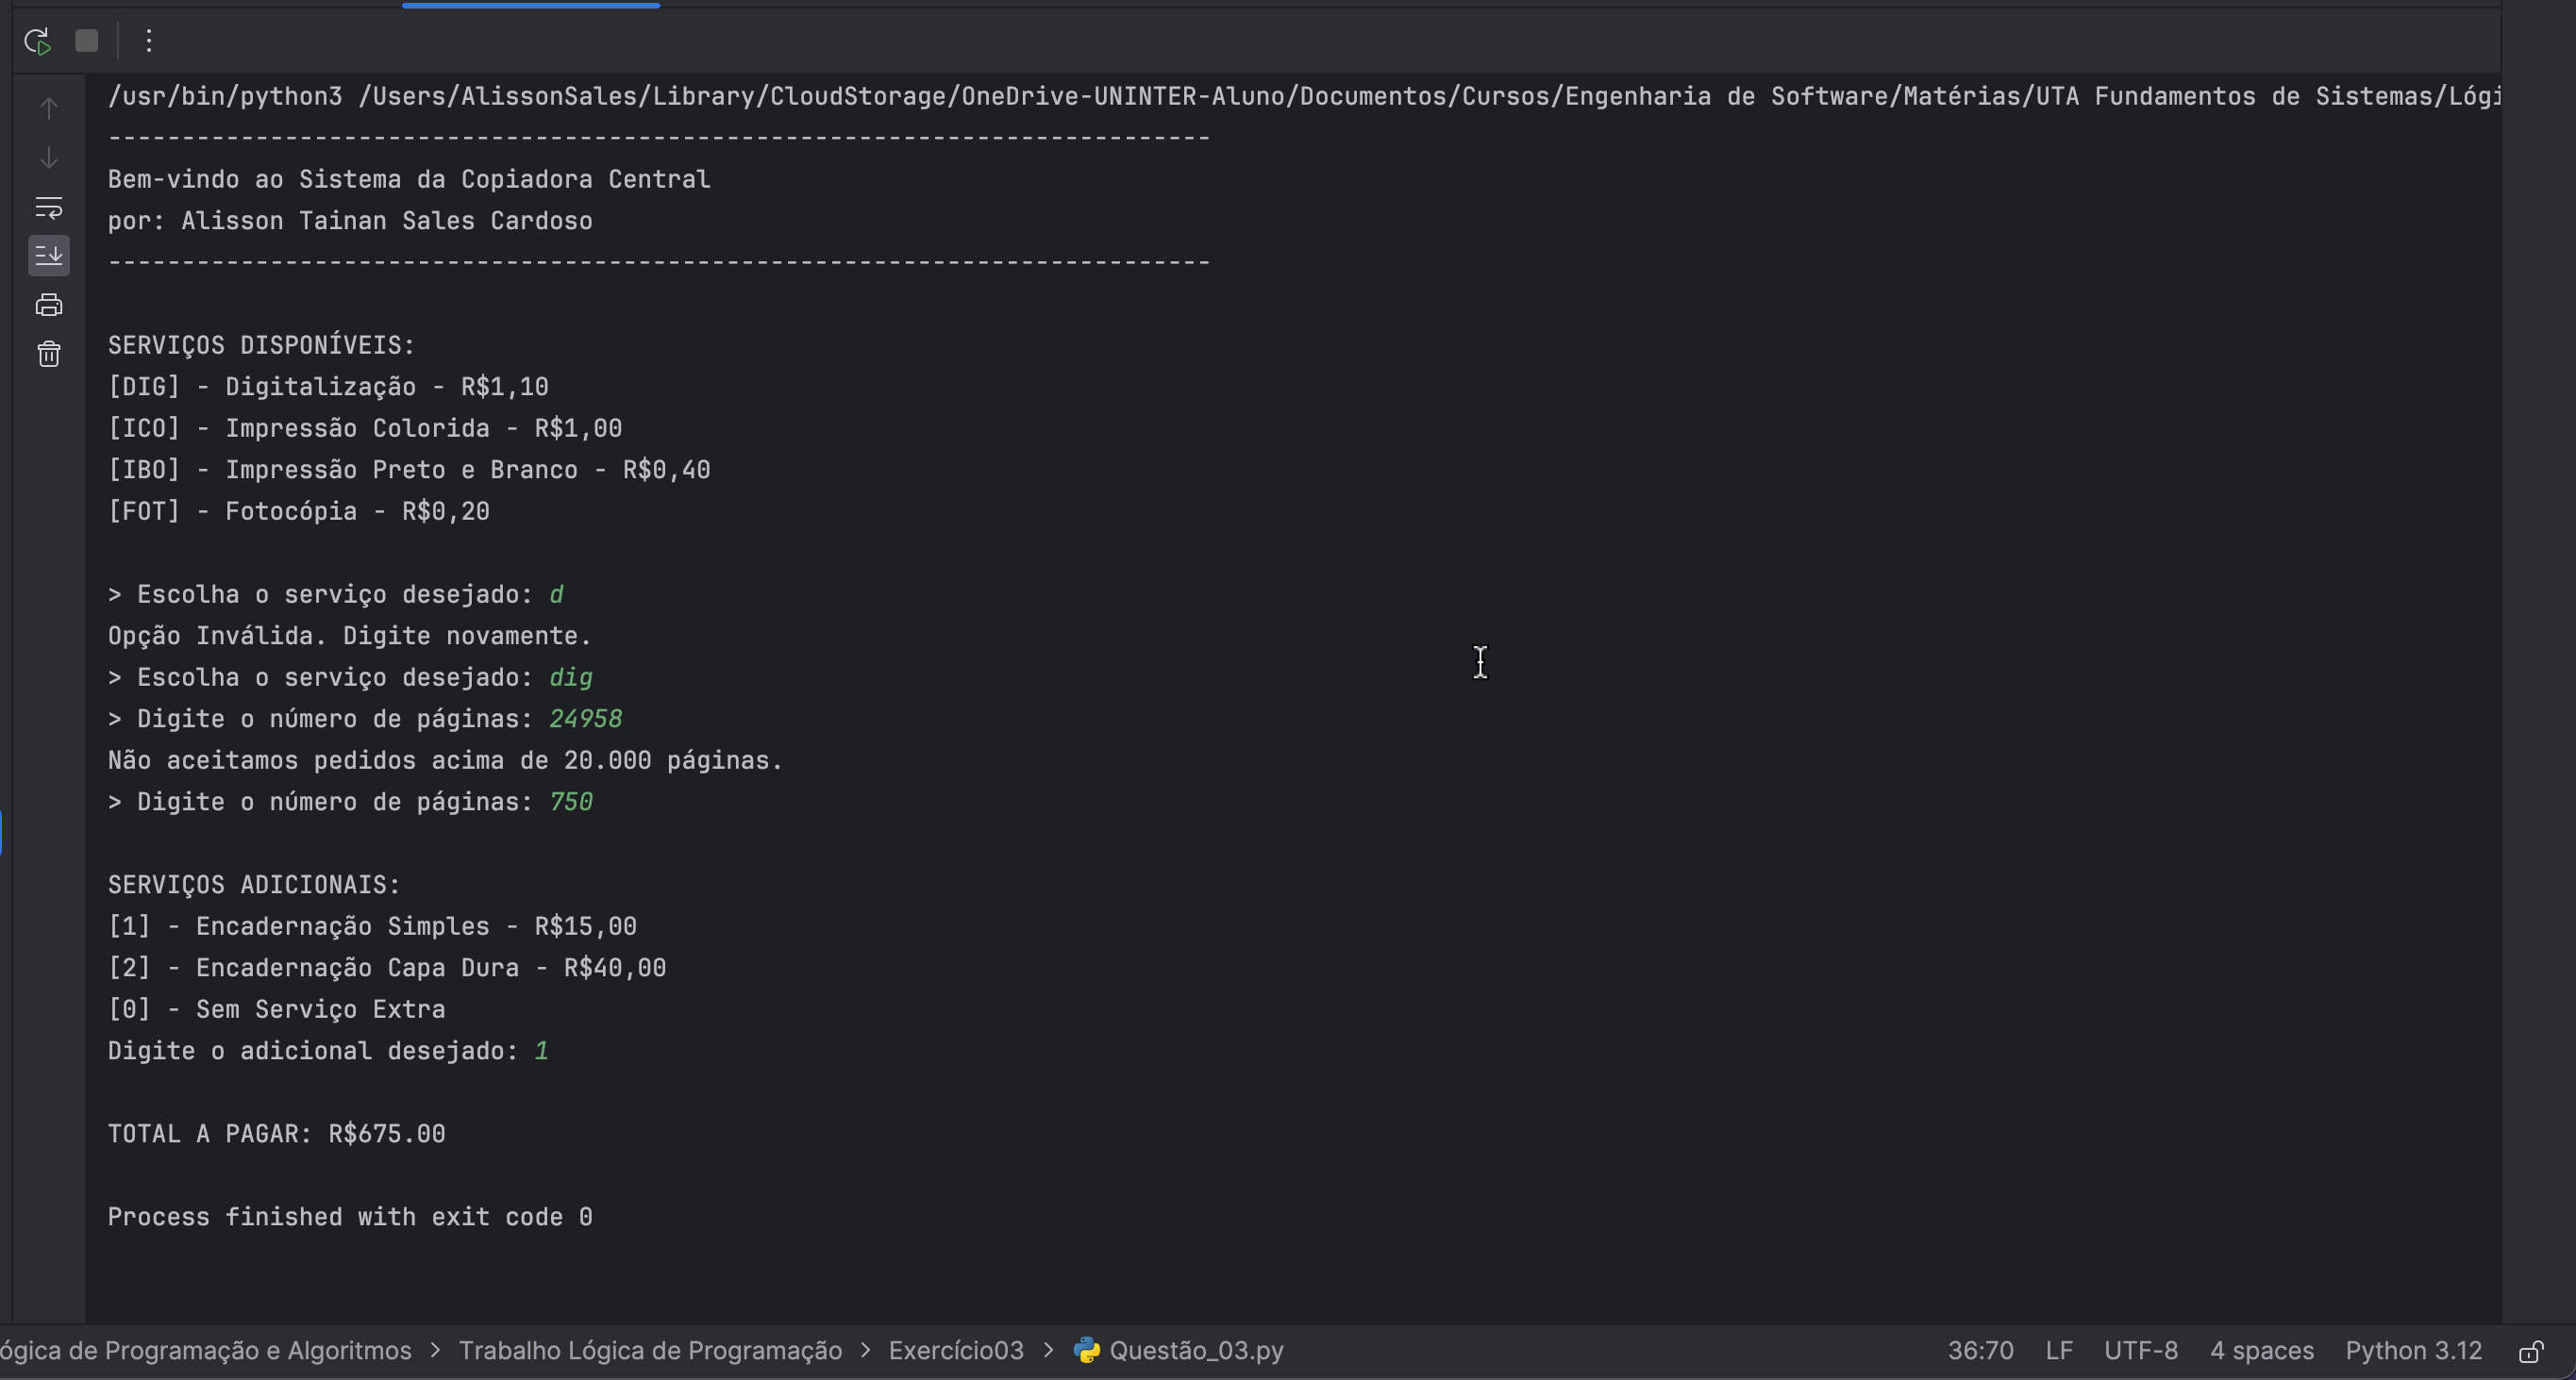 /usr/bin/python3 /Users/AlissonSales/Library/CloudStorage/OneDrive-UNINTER-Aluno/Documentos/Cursos/Engenharia de Software/Matérias/UTA Fundamentos de Sistemas/Lógi
---------------------------------------------------------------------------
Bem-vindo ao Sistema da Copiadora Central
por: Alisson Tainan Sales Cardoso
---------------------------------------------------------------------------
SERVIÇOS DISPONÍVEIS:
[DIG] - Digitalização - R$1,10
[ICO] - Impressão Colorida - R$1,00
[IBO] - Impressão Preto e Branco - R$0,40
[FOT] - Fotocópia - R$0,20
> Escolha o serviço desejado: d
Opção Inválida. Digite novamente.
> Escolha o serviço desejado: dig
> Digite o número de páginas: 24958
Não aceitamos pedidos acima de 20.000 páginas.
> Digite o número de páginas: 750
SERVIÇOS ADICIONAIS:
[1] - Encadernação Simples - R$15,00
[2] - Encadernação Capa Dura - R$40,00
[0] - Sem Serviço Extra
Digite o adicional desejado: 1
TOTAL A PAGAR: R$675.00
Process finished with exit code 0
ógica de Programação e Algoritmos > Trabalho Lógica de Programação > Exercício03 > Questão_03.py 36:70 LF UTF-8 4 spaces Python 3.12